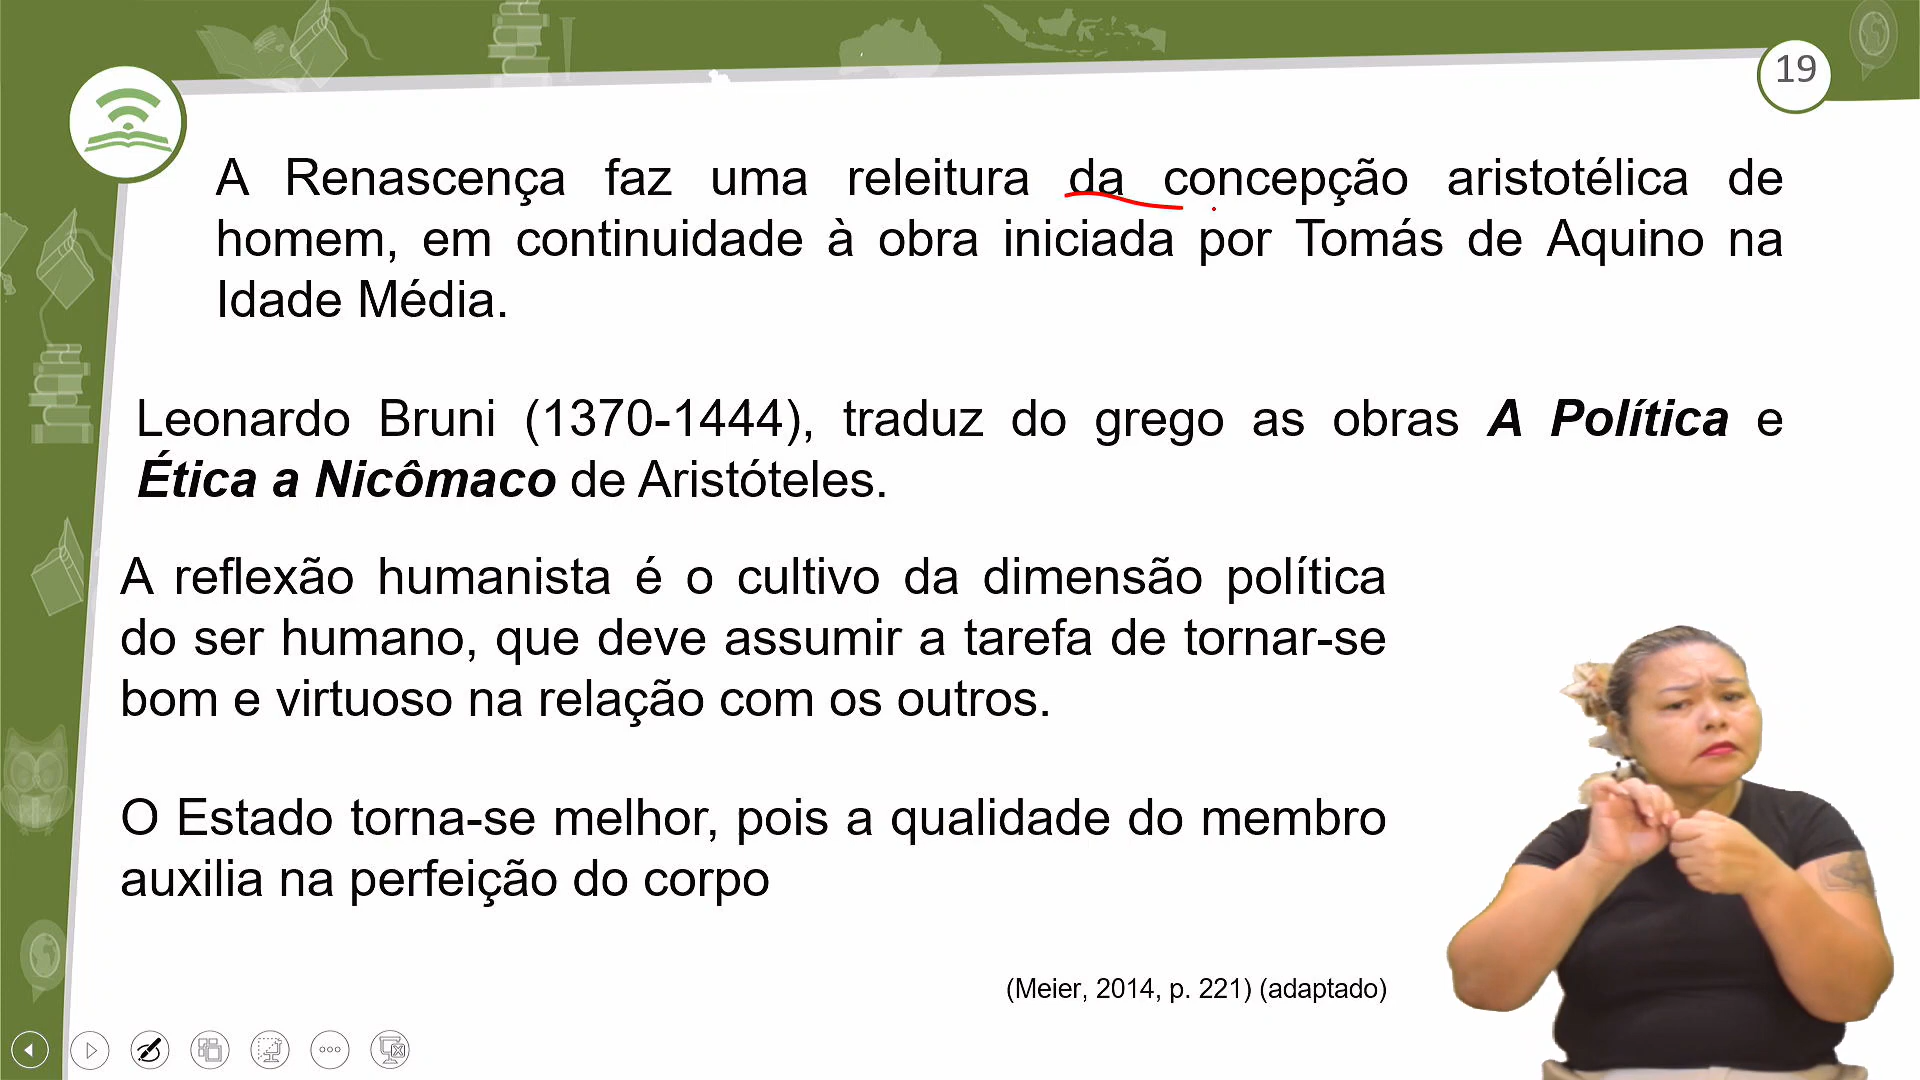 19
A Renascença faz uma releitura da concepção aristotélica de
homem, em continuidade à obra iniciada por Tomás de Aquino na
Idade Média.
Leonardo Bruni (1370-1444), traduz do grego as obras A Política e
Ética a Nicômaco de Aristóteles.
A reflexão humanista é o cultivo da dimensão política
do ser humano, que deve assumir a tarefa de tornar-se
bom e virtuoso na relação com os outros.
O Estado torna-se melhor, pois a qualidade do membro
auxilia na perfeição do corpo
(Meier, 2014, p. 221) (adaptado)